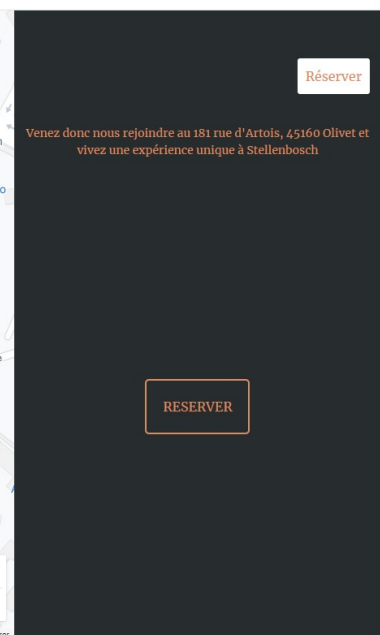 Réserver
Venez donc nous rejoindre au 181 rue d'Artois, 45160 Olivet et
vivez une expérience unique à Stellenbosch
RESERVER